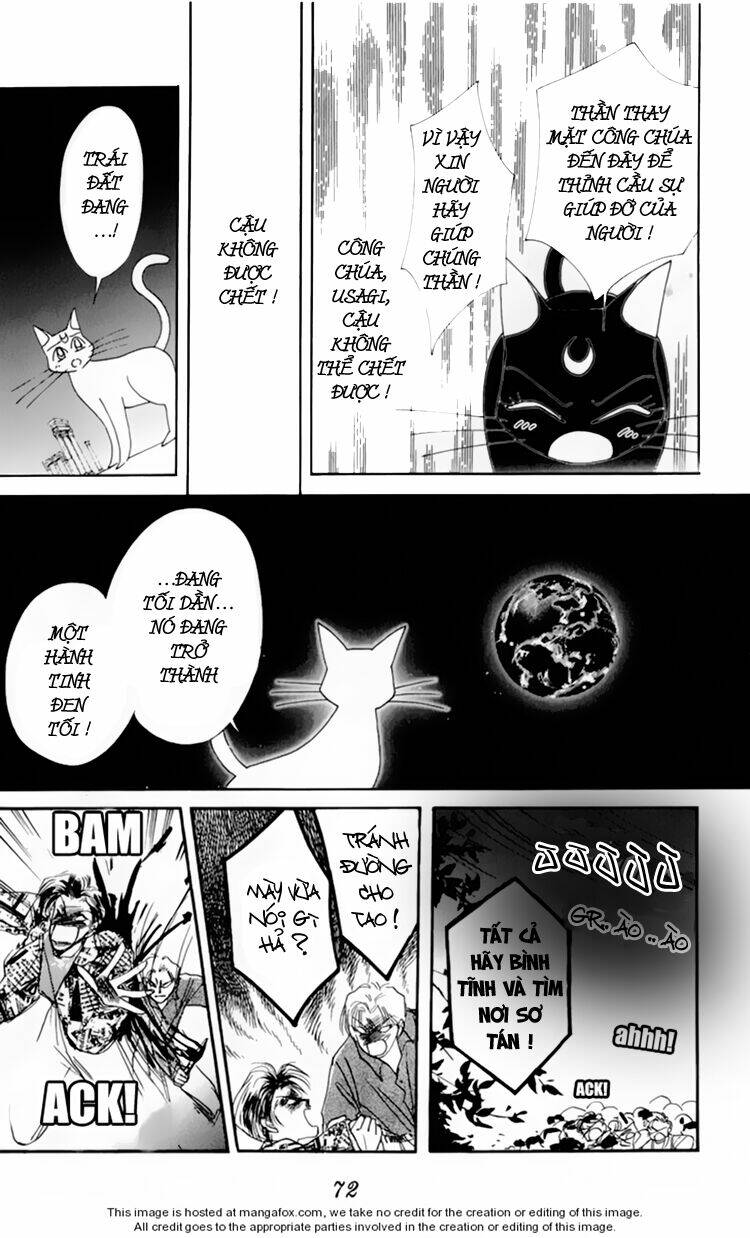 THẦN THAY
MẶT CÔNG CHÚA
ĐẾN ĐÂY ĐỂ
THỈNH CẦU SỰ
GIÚP ĐỠ CỦA
NGƯỜI !
VÌ VẬY
XIN
NGƯỜI
HÃY
GIÚP
CHÚNG
THẦN !
CÔNG
CHÚA,
USAGI,
CẬU
KHÔNG
THỂ CHẾT
ĐƯỢC !
CẬU
KHÔNG
ĐƯỢC
CHẾT !
TRÁI
ĐẤT
ĐANG
...!
...ĐANG
TỐI DẦN...
NÓ ĐANG
TRỞ
THÀNH
MỘT
HÀNH
TINH
ĐEN
TỐI !
GR.. ÀO .. ÀO
TẤT CẢ
HÃY BÌNH
TĨNH VÀ TÌM
NƠI SƠ
TÁN !
ahhh!
ACK!
TRÁNH
ĐƯỜNG
CHO
TAO !
MÀY VỪA
NÓI GÌ
HẢ ?
BAM
ACK!
72
This image is hosted at mangafox.com, we take no credit for the creation or editing of this image.
All credit goes to the appropriate parties involved in the creation or editing of this image.